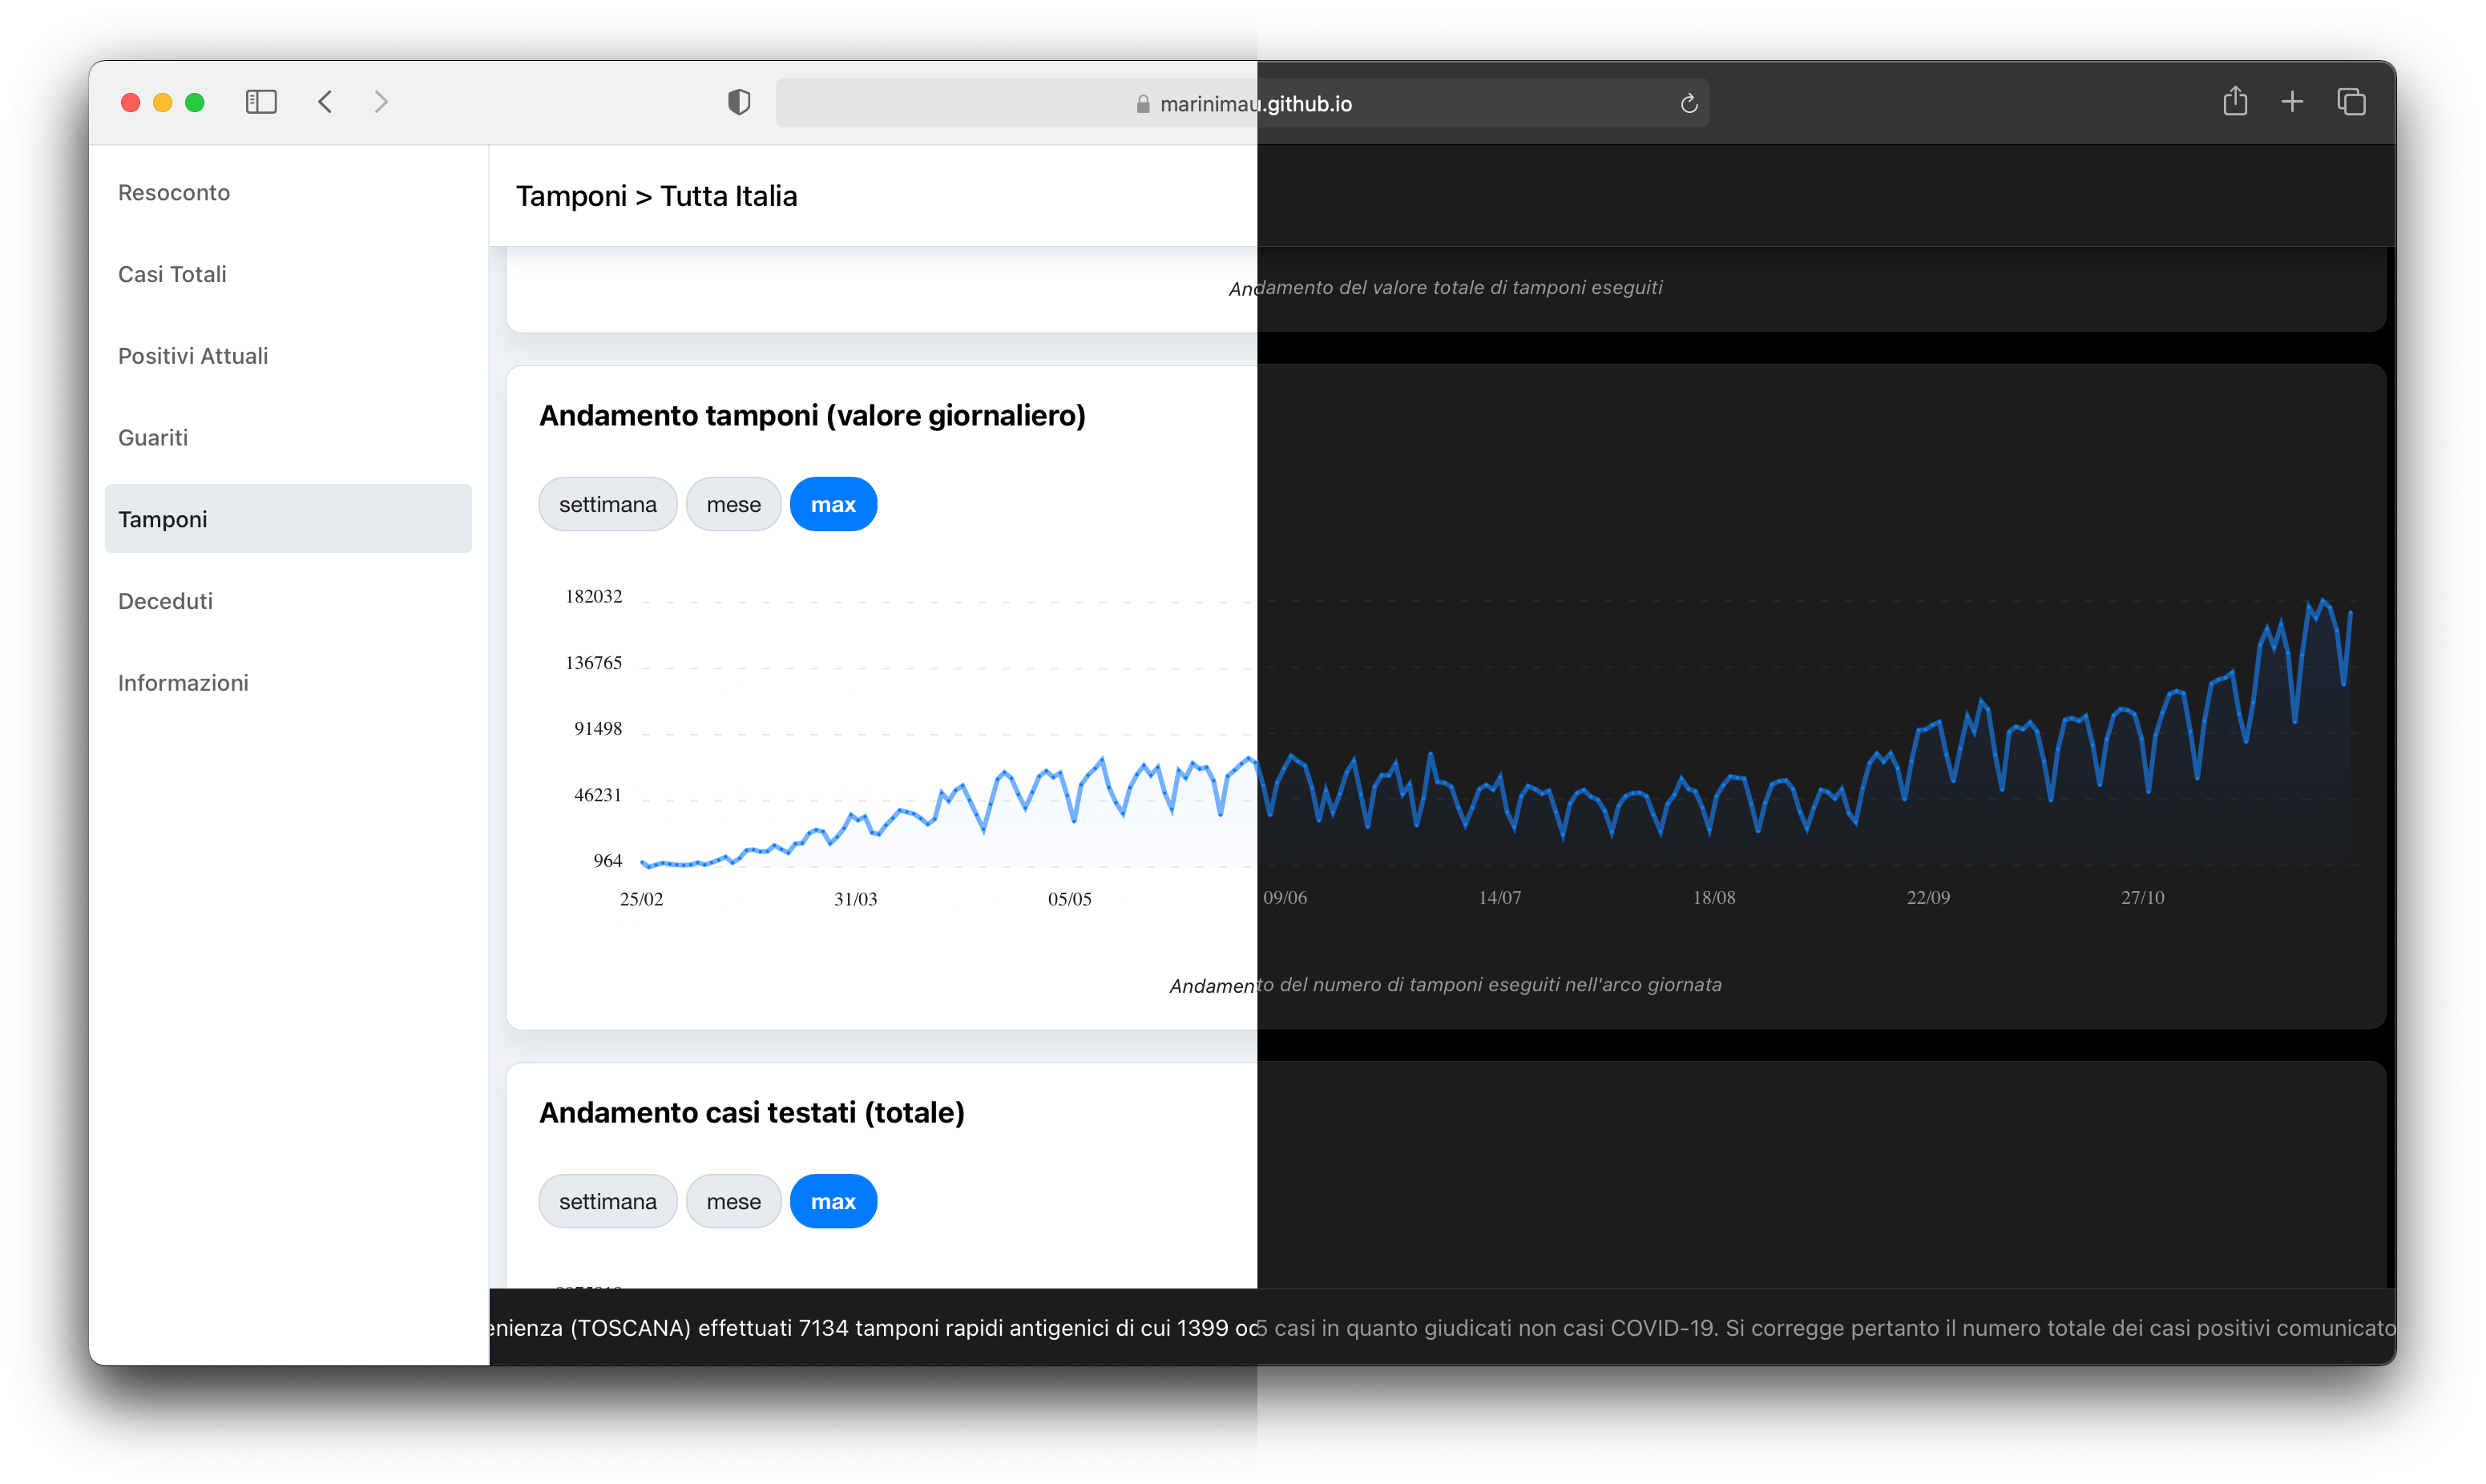 marinimau.github.io
Resoconto
Casi Totali
Positivi Attuali
Guariti
Tamponi
Deceduti
Informazioni
Tamponi > Tutta Italia
Andamento del valore totale di tamponi eseguiti
Andamento tamponi (valore giornaliero)
settimana mese max
182032
136765
91498
46231
964
25/02 31/03 05/05 09/06 14/07 18/08 22/09 27/10
Andamento del numero di tamponi eseguiti nell'arco giornata
Andamento casi testati (totale)
settimana mese max
enienza (TOSCANA) effettuati 7134 tamponi rapidi antigenici di cui 1399 5 casi in quanto giudicati non casi COVID-19. Si corregge pertanto il numero totale dei casi positivi comunicato